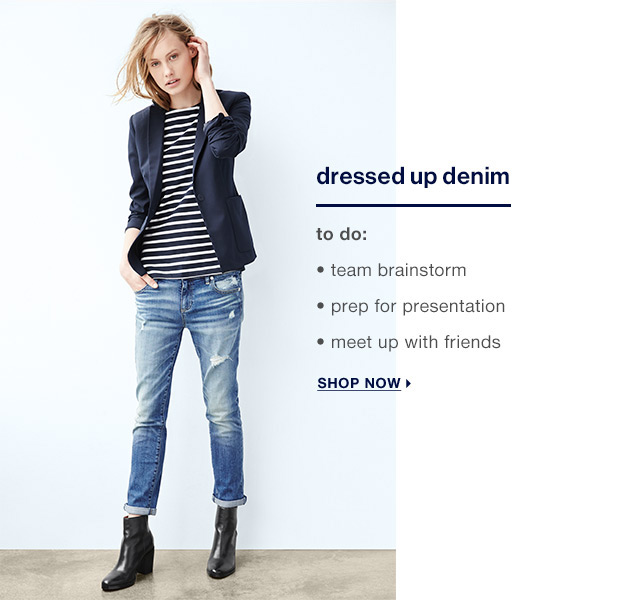 dressed up denim
to do:
• team brainstorm
• prep for presentation
• meet up with friends
SHOP NOW